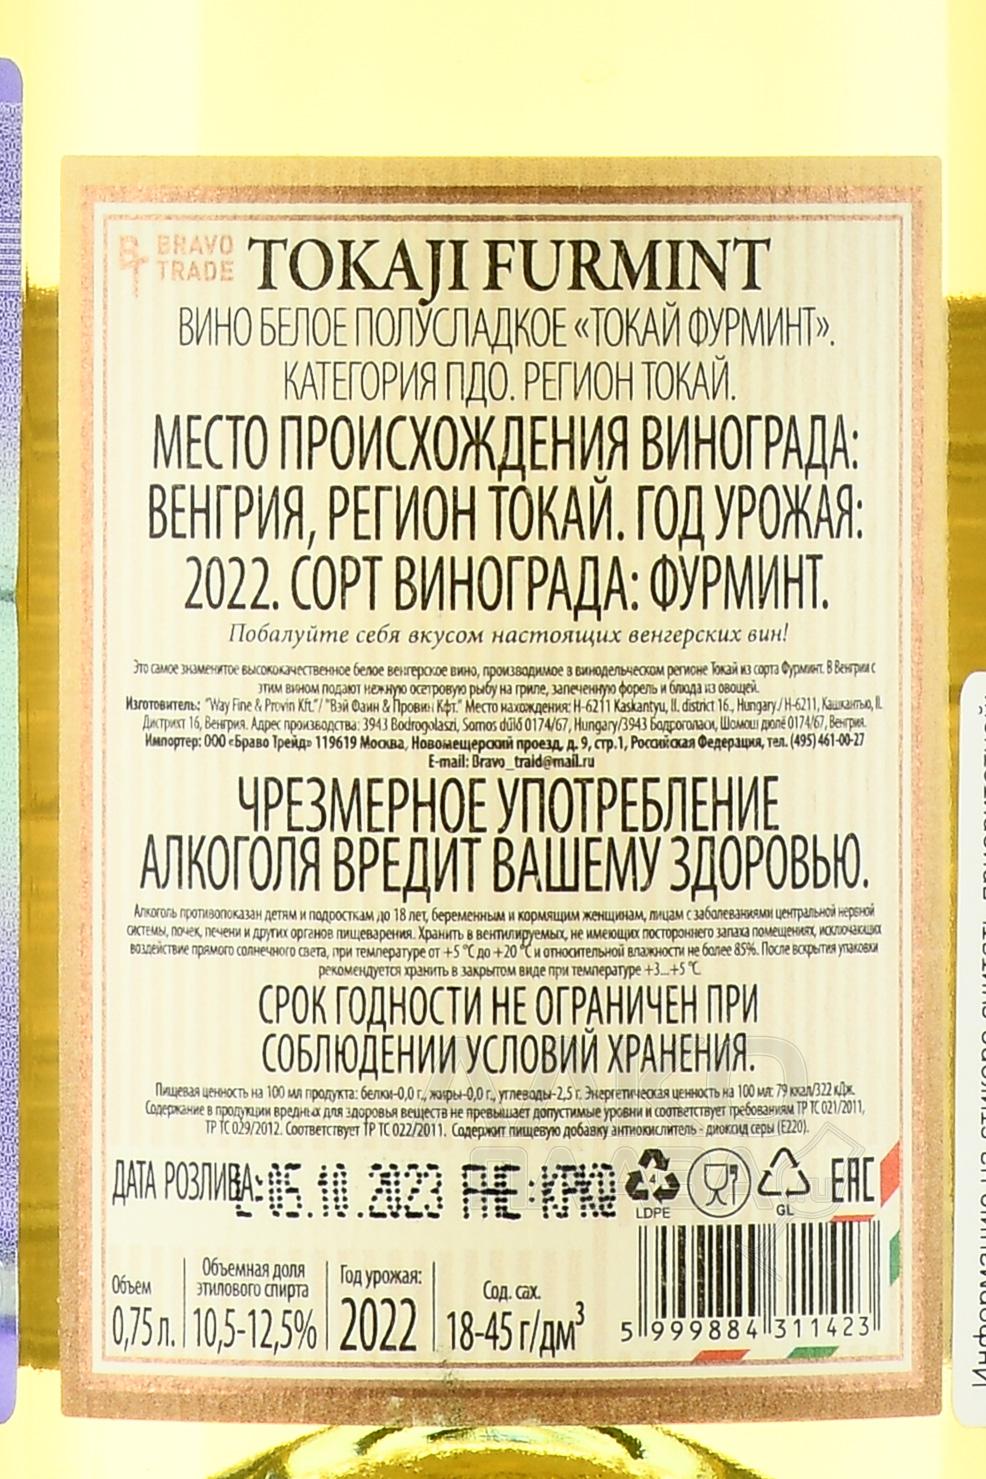 BRAVO TRADE
TOKAJI FURMINT
ВИНО БЕЛОЕ ПОЛУСЛАДКОЕ «ТОКАЙ ФУРМИНТ».
КАТЕГОРИЯ ПДО. РЕГИОН ТОКАЙ.
МЕСТО ПРОИСХОЖДЕНИЯ ВИНОГРАДА:
ВЕНГРИЯ, РЕГИОН ТОКАЙ. ГОД УРОЖАЯ:
2022. СОРТ ВИНОГРАДА: ФУРМИНТ.
Побалуйте себя вкусом настоящих венгерских вин!
Это самое знаменитое высококачественное белое венгерское вино, производимое в винодельческом регионе Токай из сорта Фурминт. В Венгрии с
этим вином подают нежную осетровую рыбу на гриле, запеченную форель и блюда из овощей.
Изготовитель: "Way Fine & Provin Kft."/ "Вэй Фаин & Провин Кфт." Место нахождения: H-6211 Kaskantyu, II. district 16., Hungary./ H-6211, Кашкантью, II.
Дистрикт 16, Венгрия. Адрес производства: 3943 Bodrogolaszi, Somos dűlő 0174/67, Hungary/3943 Бодроголаси, Шомош дюлё 0174/67, Венгрия.
Импортер: ООО «Браво Трейд» 119619 Москва, Новомещерский проезд, д. 9, стр.1, Российская Федерация, тел. (495) 461-00-27
E-mail: Bravo_traid@mail.ru
ЧРЕЗМЕРНОЕ УПОТРЕБЛЕНИЕ
АЛКОГОЛЯ ВРЕДИТ ВАШЕМУ ЗДОРОВЬЮ.
Алкоголь противопоказан детям и подросткам до 18 лет, беременным и кормящим женщинам, лицам с заболеваниями центральной нервной
системы, почек, печени и других органов пищеварения. Хранить в вентилируемых, не имеющих постороннего запаха помещениях, исключающих
воздействие прямого солнечного света, при температуре от +5 °С до +20 °С и относительной влажности не более 85%. После вскрытия упаковки
рекомендуется хранить в закрытом виде при температуре +3...+5 °С.
СРОК ГОДНОСТИ НЕ ОГРАНИЧЕН ПРИ
СОБЛЮДЕНИИ УСЛОВИЙ ХРАНЕНИЯ.
Пищевая ценность на 100 мл продукта: белки-0,0 г., жиры-0,0 г., углеводы-2,5 г. Энергетическая ценность на 100 мл: 79 ккал/322 кДж.
Содержание в продукции вредных для здоровья веществ не превышает допустимые уровни и соответствует требованиям ТР ТС 021/2011,
ТР ТС 029/2012. Соответствует ТР ТС 022/2011. Содержит пищевую добавку антиокислитель - диоксид серы (Е220).
ДАТА РОЗЛИВА: 05.10.2023
4
LDPE
GL
EAC
Объем
0,75 л.
Объемная доля
этилового спирта
10,5-12,5%
Год урожая:
2022
Сод. сах.
18-45 г/дм³
5 999884 311423